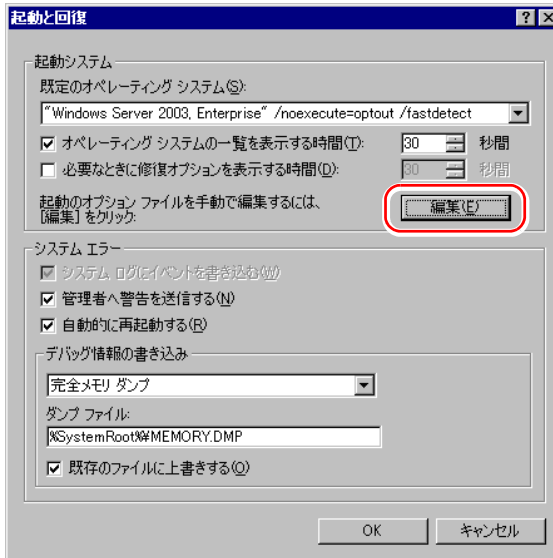 起動と回復
起動システム
既定のオペレーティング システム(S):
"Windows Server 2003, Enterprise" /noexecute=optout /fastdetect
オペレーティング システムの一覧を表示する時間(T): 30 秒間
必要なときに修復オプションを表示する時間(D): 30 秒間
起動のオプション ファイルを手動で編集するには、
[編集] をクリック:
編集(E)
システム エラー
システム ログにイベントを書き込む(W)
管理者へ警告を送信する(N)
自動的に再起動する(R)
デバッグ情報の書き込み
完全メモリ ダンプ
ダンプ ファイル:
%SystemRoot%¥MEMORY.DMP
既存のファイルに上書きする(O)
OK キャンセル